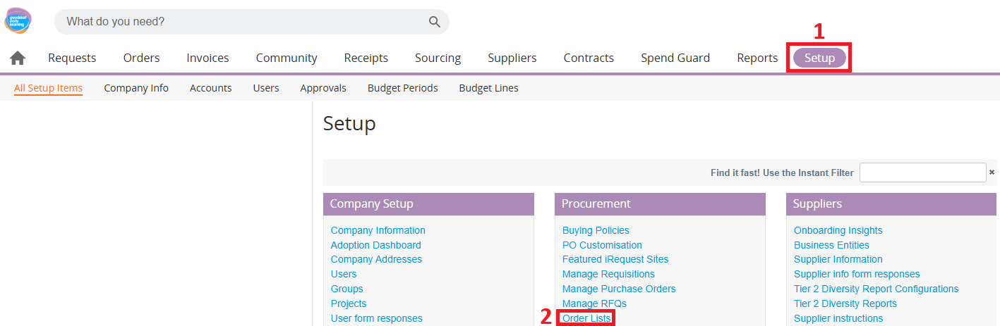 goodstart
early
learning
What do you need?
1
Requests Orders Invoices Community Receipts Sourcing Suppliers Contracts Spend Guard Reports Setup
All Setup Items Company Info Accounts Users Approvals Budget Periods Budget Lines
Setup
Find it fast! Use the Instant Filter
Company Setup
Company Information
Adoption Dashboard
Company Addresses
Users
Groups
Projects
User form responses
Procurement
Buying Policies
PO Customisation
Featured iRequest Sites
Manage Requisitions
Manage Purchase Orders
Manage RFQs
2 Order Lists
Suppliers
Onboarding Insights
Business Entities
Supplier Information
Supplier info form responses
Tier 2 Diversity Report Configurations
Tier 2 Diversity Reports
Supplier instructions